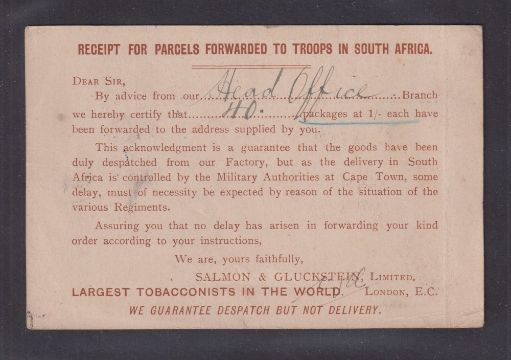 RECEIPT FOR PARCELS FORWARDED TO TROOPS IN SOUTH AFRICA.
DEAR SIR,
By advice from our Head Office Branch
we hereby certify that 40. packages at 1/- each have
been forwarded to the address supplied by you.
This acknowledgment is a guarantee that the goods have been
duly despatched from our Factory, but as the delivery in South
Africa is controlled by the Military Authorities at Cape Town, some
delay, must of necessity be expected by reason of the situation of the
various Regiments.
Assuring you that no delay has arisen in forwarding your kind
order according to your instructions,
We are, yours faithfully,
SALMON & GLUCKSTEIN, LIMITED,
LARGEST TOBACCONISTS IN THE WORLD. LONDON, E.C.
WE GUARANTEE DESPATCH BUT NOT DELIVERY.